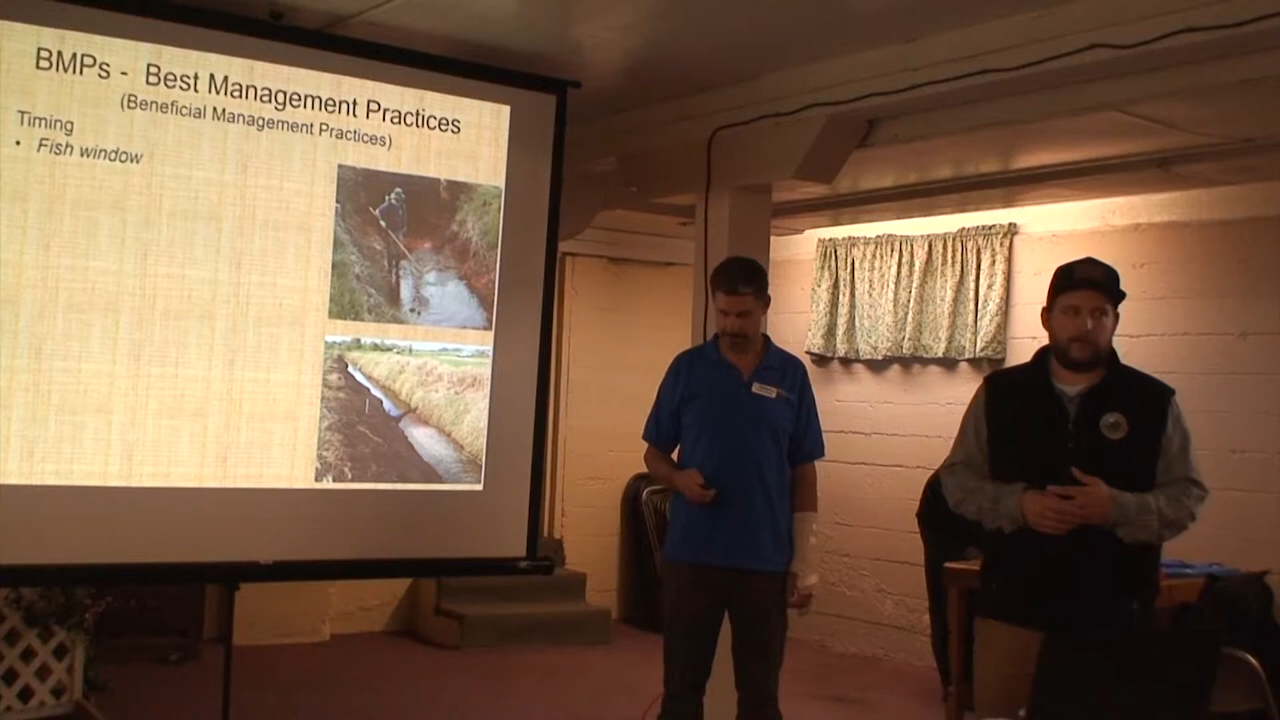 BMPs - Best Management Practices
(Beneficial Management Practices)
Timing
• Fish window